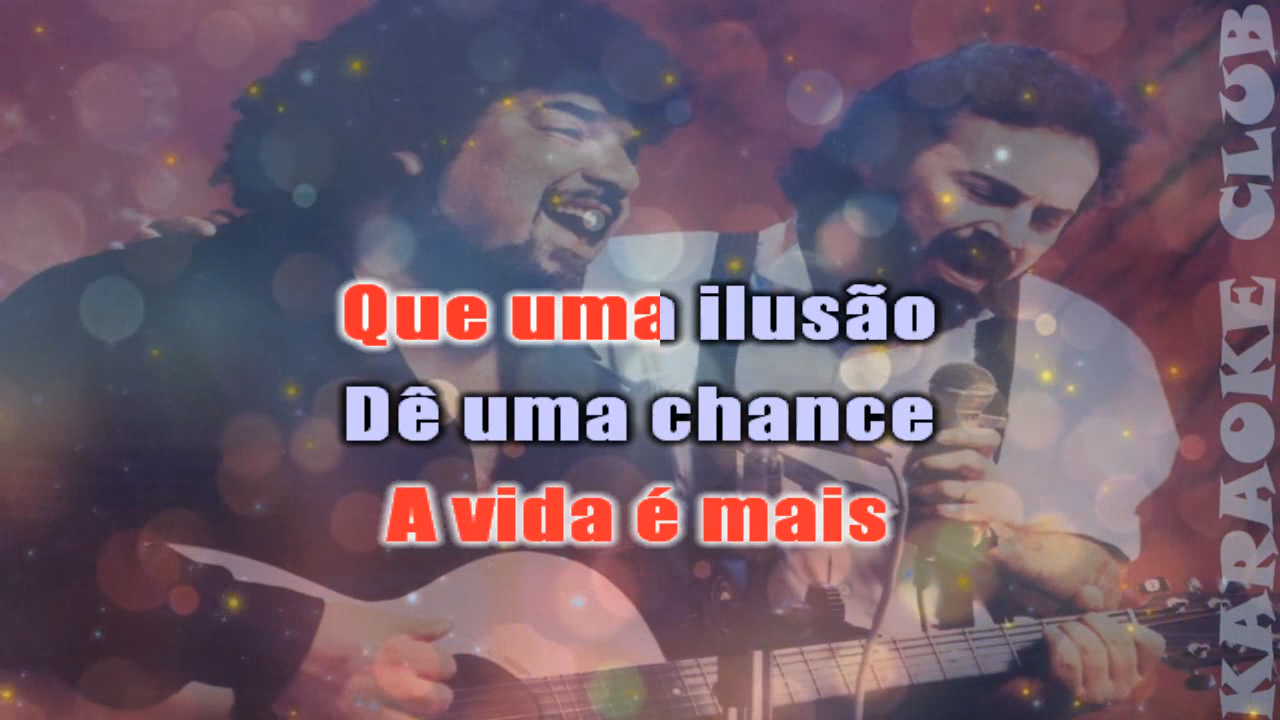 Que uma ilusão
Dê uma chance
A vida é mais
KARAOKE CLUB